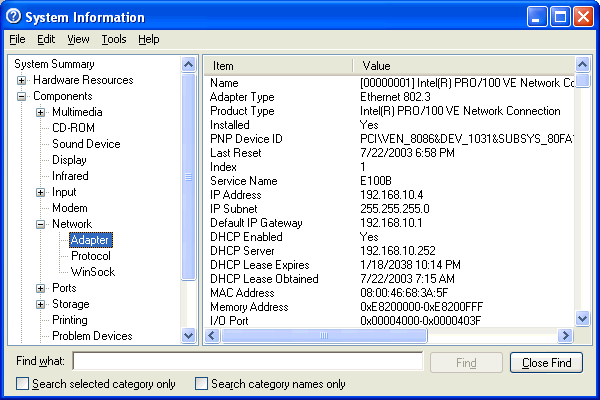 System Information
File Edit View Tools Help
System Summary
Hardware Resources
Components
Multimedia
CD-ROM
Sound Device
Display
Infrared
Input
Modem
Network
Adapter
Protocol
WinSock
Ports
Storage
Printing
Problem Devices
Item Value
Name [00000001] Intel(R) PRO/100 VE Network Co
Adapter Type Ethernet 802.3
Product Type Intel(R) PRO/100 VE Network Connection
Installed Yes
PNP Device ID PCI\VEN_8086&DEV_1031&SUBSYS_80FA
Last Reset 7/22/2003 6:58 PM
Index 1
Service Name E100B
IP Address 192.168.10.4
IP Subnet 255.255.255.0
Default IP Gateway 192.168.10.1
DHCP Enabled Yes
DHCP Server 192.168.10.252
DHCP Lease Expires 1/18/2038 10:14 PM
DHCP Lease Obtained 7/22/2003 7:15 AM
MAC Address 08:00:46:68:3A:5F
Memory Address 0xE8200000-0xE8200FFF
I/O Port 0x00004000-0x0000403F
Find what: Find Close Find
Search selected category only Search category names only